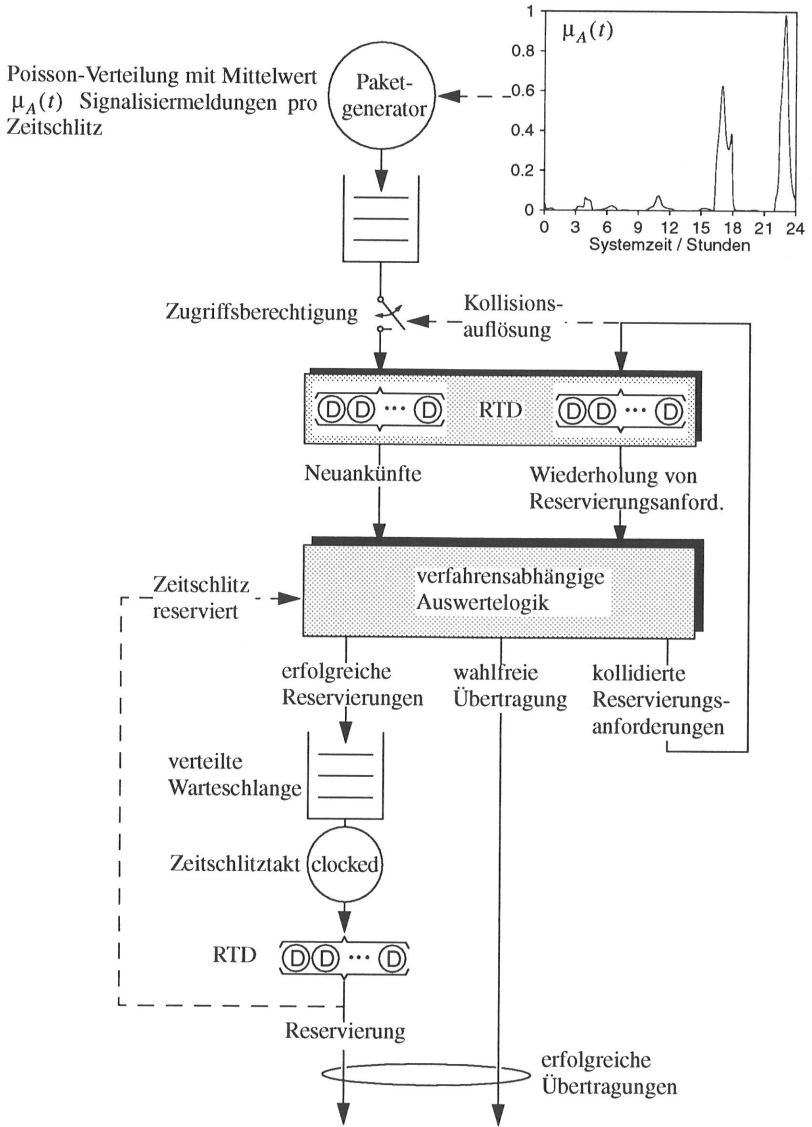 Poisson-Verteilung mit Mittelwert
μ_A(t) Signalisiermeldungen pro
Zeitschlitz
Paket-
generator
μ_A(t)
1
0.8
0.6
0.4
0.2
0
0 3 6 9 12 15 18 21 24
Systemzeit / Stunden
Zugriffsberechtigung
Kollisions-
auflösung
D D ··· D RTD D D ··· D
Neuankünfte
Wiederholung von
Reservierungsanford.
Zeitschlitz
reserviert
verfahrensabhängige
Auswertelogik
erfolgreiche
Reservierungen
wahlfreie
Übertragung
kollidierte
Reservierungs-
anforderungen
verteilte
Warteschlange
Zeitschlitztakt clocked
RTD D D ··· D
Reservierung
erfolgreiche
Übertragungen